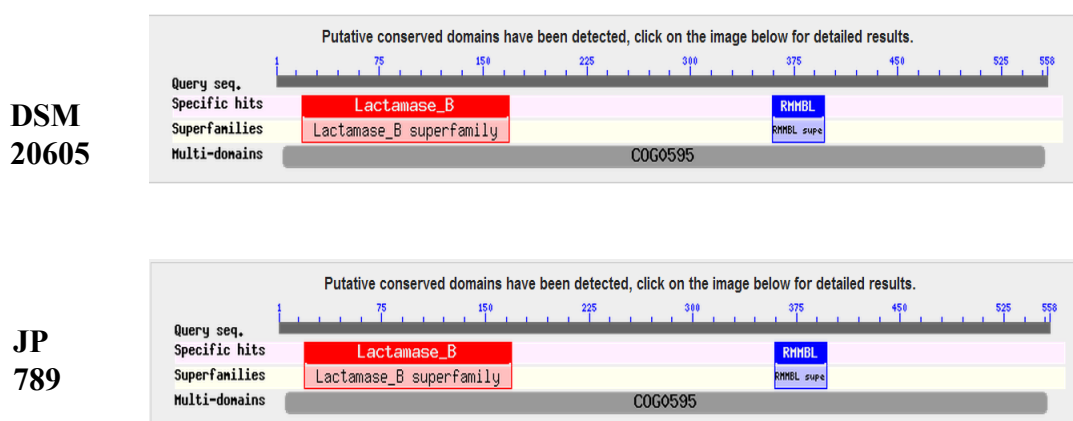 Putative conserved domains have been detected, click on the image below for detailed results.
1 75 150 225 300 375 450 525 558
Query seq.
DSM
20605
Specific hits Lactamase_B RMMBL
Superfamilies Lactamase_B superfamily RMMBL supe
Multi-domains COG0595
Putative conserved domains have been detected, click on the image below for detailed results.
1 75 150 225 300 375 450 525 558
Query seq.
JP
789
Specific hits Lactamase_B RMMBL
Superfamilies Lactamase_B superfamily RMMBL supe
Multi-domains COG0595